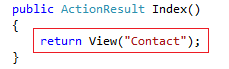 public ActionResult Index()
{
return View("Contact");
}